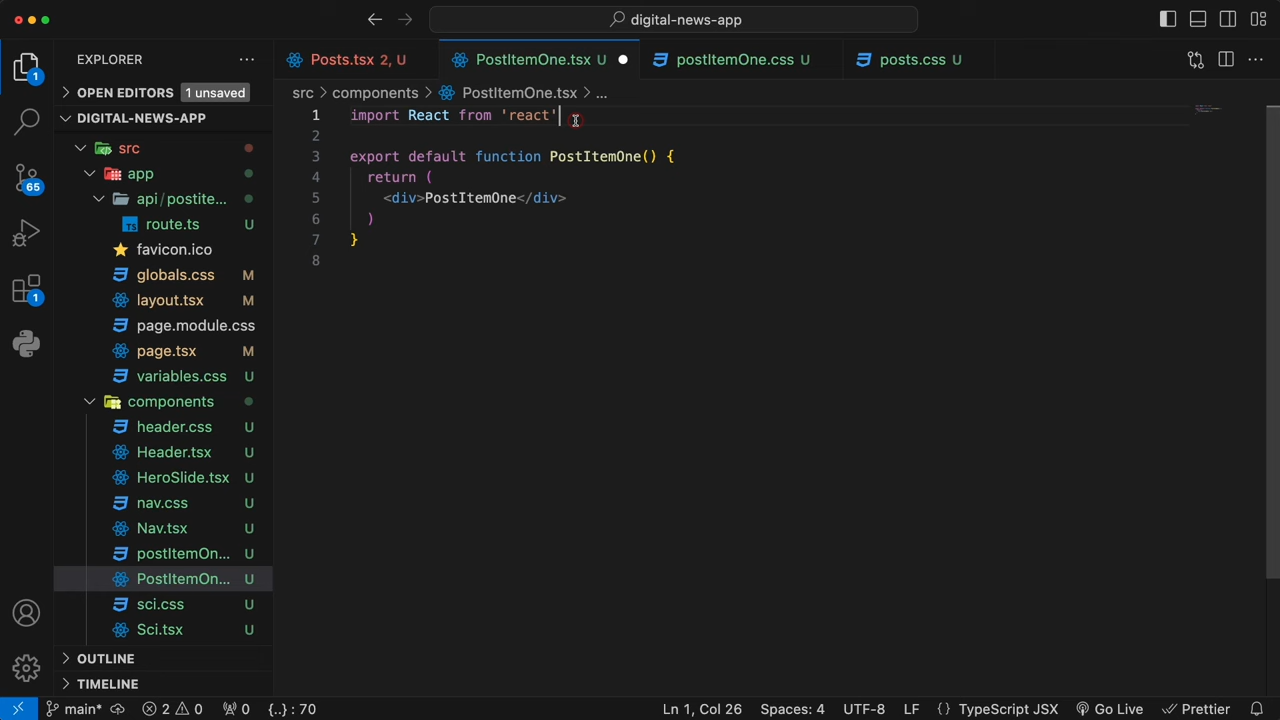 digital-news-app
EXPLORER
Posts.tsx 2, U
PostItemOne.tsx U
postItemOne.css U
posts.css U
OPEN EDITORS 1 unsaved
src > components > PostItemOne.tsx > ...
DIGITAL-NEWS-APP
src
app
api/postite...
route.ts U
favicon.ico
globals.css M
layout.tsx M
page.module.css
page.tsx M
variables.css U
components
header.css U
Header.tsx U
HeroSlide.tsx U
nav.css U
Nav.tsx U
postItemOn... U
PostItemOn... U
sci.css U
Sci.tsx U
OUTLINE
TIMELINE
1
65
1
1 import React from 'react'
2
3 export default function PostItemOne() {
4 return (
5 <div>PostItemOne</div>
6 )
7 }
8
main* 2 0 0 {..} : 70
Ln 1, Col 26 Spaces: 4 UTF-8 LF {} TypeScript JSX Go Live Prettier